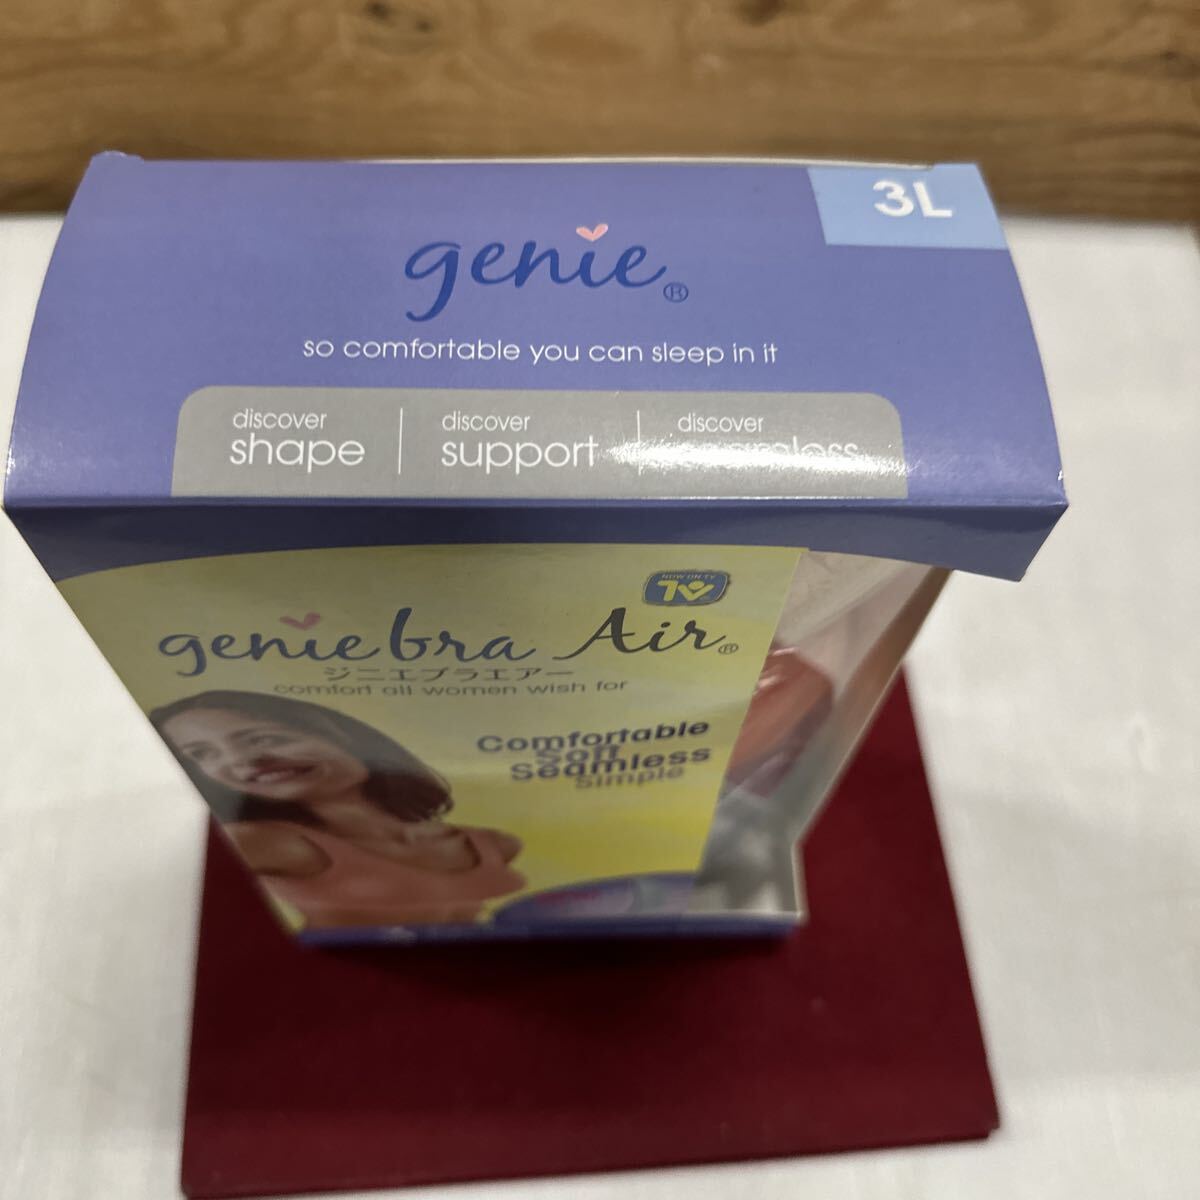 3L
genie®
so comfortable you can sleep in it
discover discover discover
shape support
NOW ON TV
TV
genie bra Air®
ジニエブラエアー
comfort all women wish for
Comfortable
Soft
Seamless
Simple